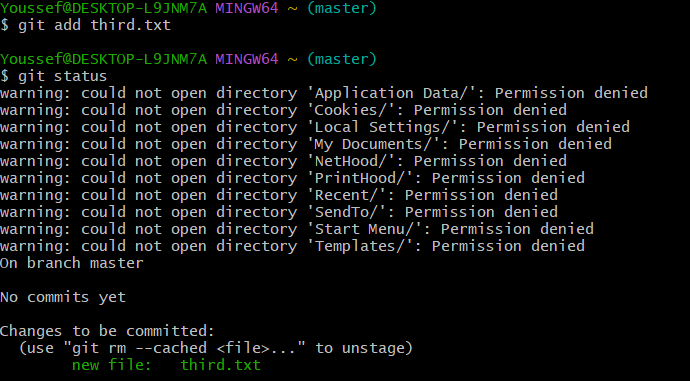 Youssef@DESKTOP-L9JNM7A MINGW64 ~ (master)
$ git add third.txt

Youssef@DESKTOP-L9JNM7A MINGW64 ~ (master)
$ git status
warning: could not open directory 'Application Data/': Permission denied
warning: could not open directory 'Cookies/': Permission denied
warning: could not open directory 'Local Settings/': Permission denied
warning: could not open directory 'My Documents/': Permission denied
warning: could not open directory 'NetHood/': Permission denied
warning: could not open directory 'PrintHood/': Permission denied
warning: could not open directory 'Recent/': Permission denied
warning: could not open directory 'SendTo/': Permission denied
warning: could not open directory 'Start Menu/': Permission denied
warning: could not open directory 'Templates/': Permission denied
On branch master

No commits yet

Changes to be committed:
  (use "git rm --cached <file>..." to unstage)
        new file:   third.txt